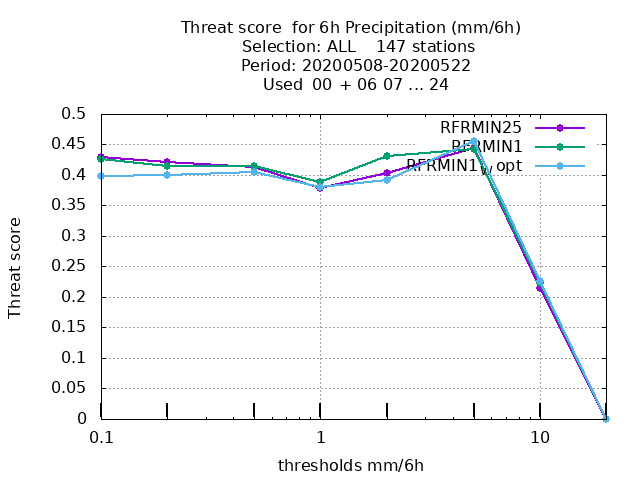 Threat score  for 6h Precipitation (mm/6h)
Selection: ALL    147 stations
Period: 20200508-20200522
Used  00 + 06 07 ... 24
0.5
RFRMIN25
0.45
RFRMIN1
RFRMIN1w opt
0.4
0.35
0.3
0.25
0.2
0.15
0.1
0.05
0
0.1 1 10
Threat score
thresholds mm/6h